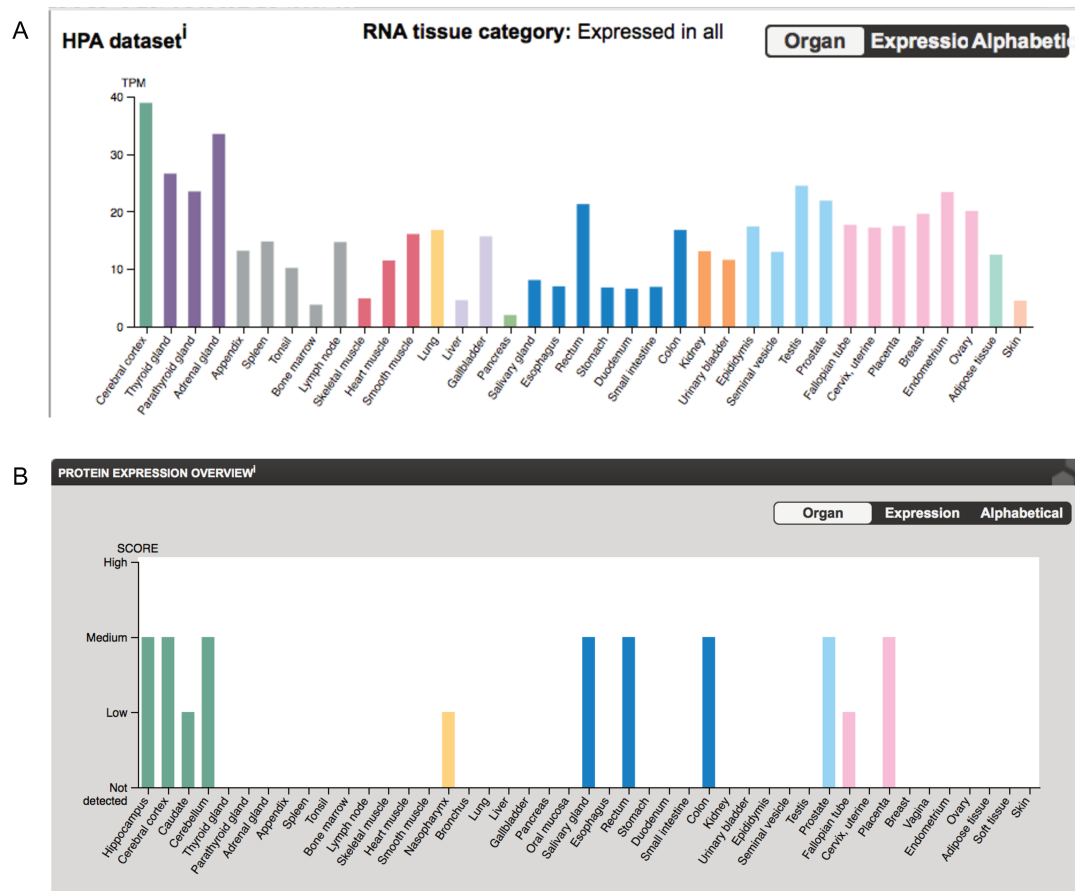 A
HPA datasetⁱ
RNA tissue category: Expressed in all
Organ Expressio Alphabetic
TPM
40
30
20
10
0
Cerebral cortex
Thyroid gland
Parathyroid gland
Adrenal gland
Appendix
Spleen
Tonsil
Bone marrow
Lymph node
Skeletal muscle
Heart muscle
Smooth muscle
Lung
Liver
Gallbladder
Pancreas
Salivary gland
Esophagus
Rectum
Stomach
Duodenum
Small intestine
Colon
Kidney
Urinary bladder
Epididymis
Seminal vesicle
Testis
Prostate
Fallopian tube
Cervix, uterine
Placenta
Breast
Endometrium
Ovary
Adipose tissue
Skin
B
PROTEIN EXPRESSION OVERVIEWⁱ
Organ Expression Alphabetical
SCORE
High
Medium
Low
Not
detected
Hippocampus
Cerebral cortex
Caudate
Cerebellum
Thyroid gland
Parathyroid gland
Adrenal gland
Appendix
Spleen
Tonsil
Bone marrow
Lymph node
Skeletal muscle
Heart muscle
Smooth muscle
Nasopharynx
Bronchus
Lung
Liver
Gallbladder
Pancreas
Oral mucosa
Salivary gland
Esophagus
Rectum
Stomach
Duodenum
Small intestine
Colon
Kidney
Urinary bladder
Epididymis
Seminal vesicle
Testis
Prostate
Fallopian tube
Cervix, uterine
Placenta
Breast
Vagina
Endometrium
Ovary
Adipose tissue
Soft tissue
Skin